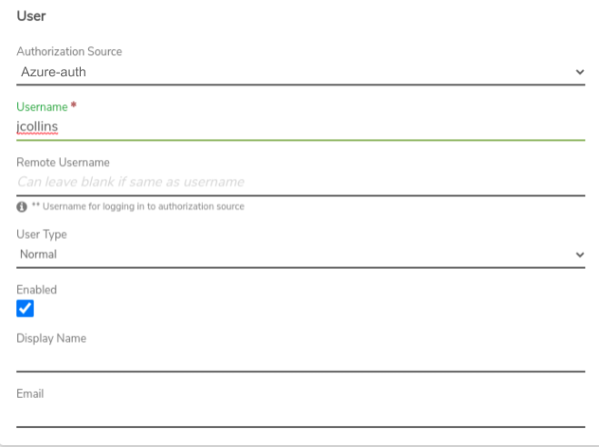 User
Authorization Source
Azure-auth
Username *
jcollins
Remote Username
Can leave blank if same as username
** Username for logging in to authorization source
User Type
Normal
Enabled
Display Name
Email